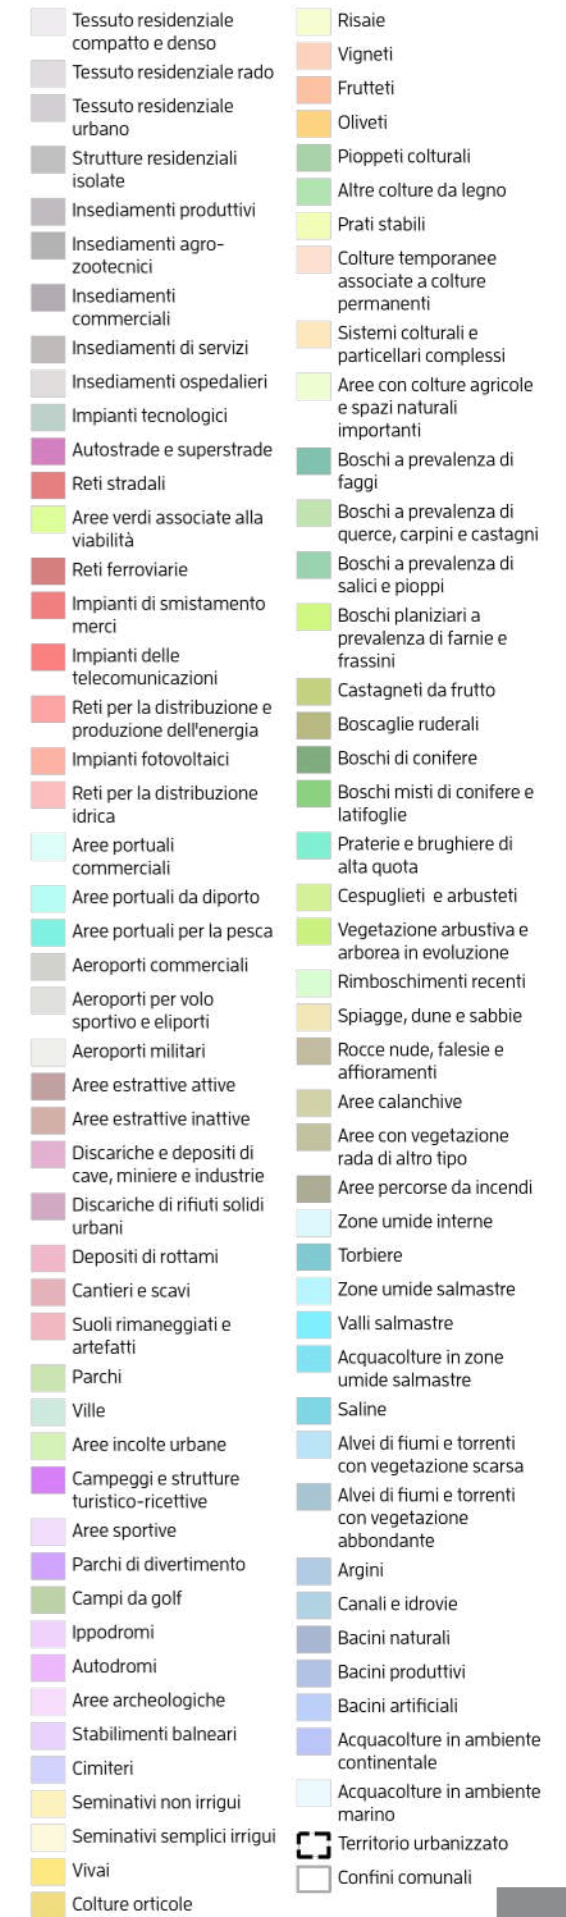 Tessuto residenziale
compatto e denso
Tessuto residenziale rado
Tessuto residenziale
urbano
Strutture residenziali
isolate
Insediamenti produttivi
Insediamenti agro-
zootecnici
Insediamenti
commerciali
Insediamenti di servizi
Insediamenti ospedalieri
Impianti tecnologici
Autostrade e superstrade
Reti stradali
Aree verdi associate alla
viabilità
Reti ferroviarie
Impianti di smistamento
merci
Impianti delle
telecomunicazioni
Reti per la distribuzione e
produzione dell'energia
Impianti fotovoltaici
Reti per la distribuzione
idrica
Aree portuali
commerciali
Aree portuali da diporto
Aree portuali per la pesca
Aeroporti commerciali
Aeroporti per volo
sportivo e eliporti
Aeroporti militari
Aree estrattive attive
Aree estrattive inattive
Discariche e depositi di
cave, miniere e industrie
Discariche di rifiuti solidi
urbani
Depositi di rottami
Cantieri e scavi
Suoli rimaneggiati e
artefatti
Parchi
Ville
Aree incolte urbane
Campeggi e strutture
turistico-ricettive
Aree sportive
Parchi di divertimento
Campi da golf
Ippodromi
Autodromi
Aree archeologiche
Stabilimenti balneari
Cimiteri
Seminativi non irrigui
Seminativi semplici irrigui
Vivai
Colture orticole
Risaie
Vigneti
Frutteti
Oliveti
Pioppeti colturali
Altre colture da legno
Prati stabili
Colture temporanee
associate a colture
permanenti
Sistemi colturali e
particellari complessi
Aree con colture agricole
e spazi naturali
importanti
Boschi a prevalenza di
faggi
Boschi a prevalenza di
querce, carpini e castagni
Boschi a prevalenza di
salici e pioppi
Boschi planiziari a
prevalenza di farnie e
frassini
Castagneti da frutto
Boscaglie ruderali
Boschi di conifere
Boschi misti di conifere e
latifoglie
Praterie e brughiere di
alta quota
Cespuglieti e arbusteti
Vegetazione arbustiva e
arborea in evoluzione
Rimboschimenti recenti
Spiagge, dune e sabbie
Rocce nude, falesie e
affioramenti
Aree calanchive
Aree con vegetazione
rada di altro tipo
Aree percorse da incendi
Zone umide interne
Torbiere
Zone umide salmastre
Valli salmastre
Acquacolture in zone
umide salmastre
Saline
Alvei di fiumi e torrenti
con vegetazione scarsa
Alvei di fiumi e torrenti
con vegetazione
abbondante
Argini
Canali e idrovie
Bacini naturali
Bacini produttivi
Bacini artificiali
Acquacolture in ambiente
continentale
Acquacolture in ambiente
marino
Territorio urbanizzato
Confini comunali